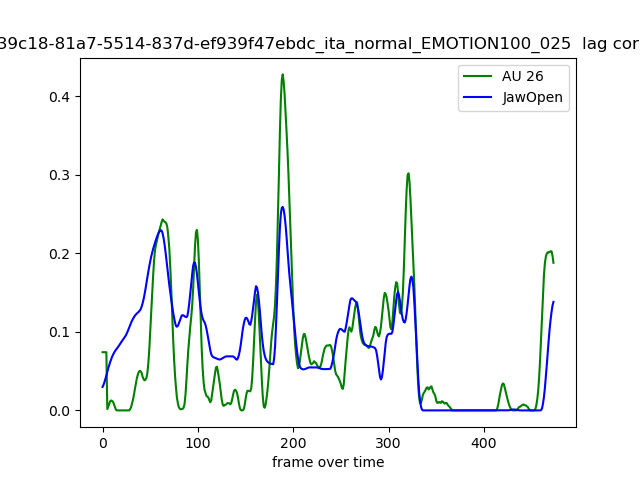 39c18-81a7-5514-837d-ef939f47ebdc_ita_normal_EMOTION100_025 lag cor
AU 26
JawOpen
0.4
0.3
0.2
0.1
0.0
0 100 200 300 400
frame over time